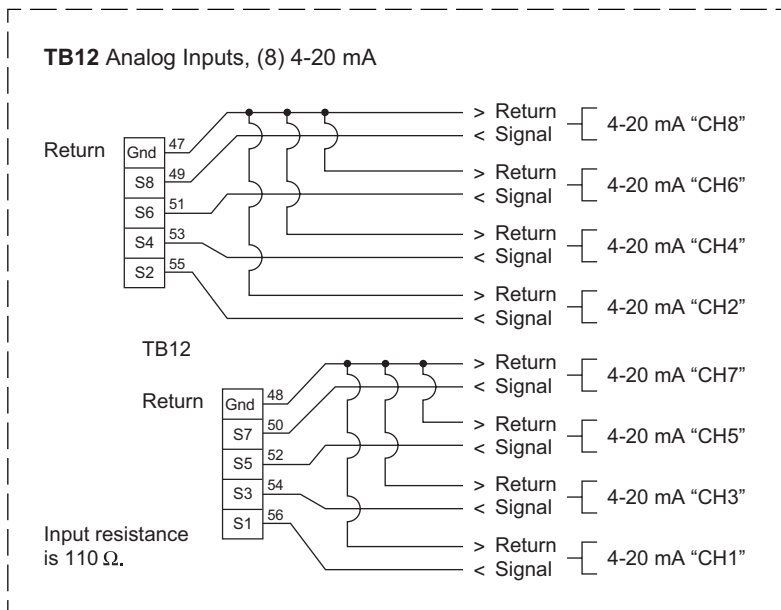 TB12 Analog Inputs, (8) 4-20 mA
Return
Gnd 47
S8 49
S6 51
S4 53
S2 55
> Return
< Signal
4-20 mA “CH8”
> Return
< Signal
4-20 mA “CH6”
> Return
< Signal
4-20 mA “CH4”
> Return
< Signal
4-20 mA “CH2”
TB12
Return
Gnd 48
S7 50
S5 52
S3 54
S1 56
> Return
< Signal
4-20 mA “CH7”
> Return
< Signal
4-20 mA “CH5”
> Return
< Signal
4-20 mA “CH3”
> Return
< Signal
4-20 mA “CH1”
Input resistance
is 110 Ω.